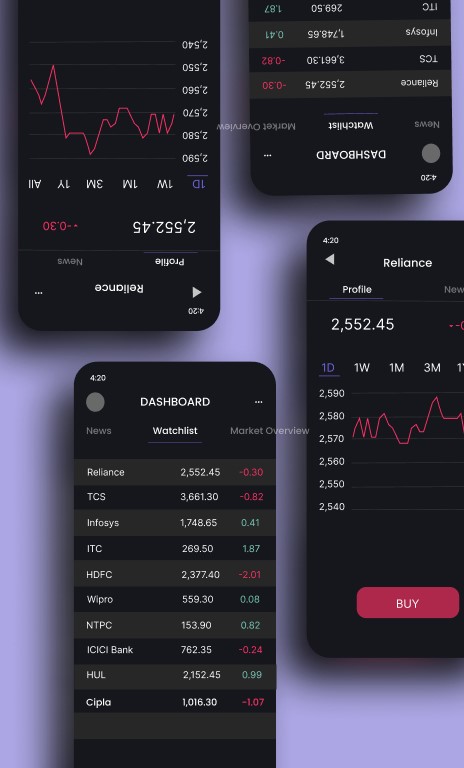 2,540
2,550
2,560
2,570
2,580
2,590
1D 1W 1M 3M 1Y All
2,552.45 -0.30
Profile News
Reliance ...
4:20
ITC 269.50 1.87
Infosys 1,748.65 0.41
TCS 3,661.30 -0.82
Reliance 2,552.45 -0.30
News Watchlist Market Overview
DASHBOARD ...
4:20
4:20
Reliance
Profile New
2,552.45 -0
1D 1W 1M 3M 1Y
2,590
2,580
2,570
2,560
2,550
2,540
BUY
4:20
DASHBOARD ...
News Watchlist Market Overview
Reliance 2,552.45 -0.30
TCS 3,661.30 -0.82
Infosys 1,748.65 0.41
ITC 269.50 1.87
HDFC 2,377.40 -2.01
Wipro 559.30 0.08
NTPC 153.90 0.82
ICICI Bank 762.35 -0.24
HUL 2,152.45 0.99
Cipla 1,016.30 -1.07